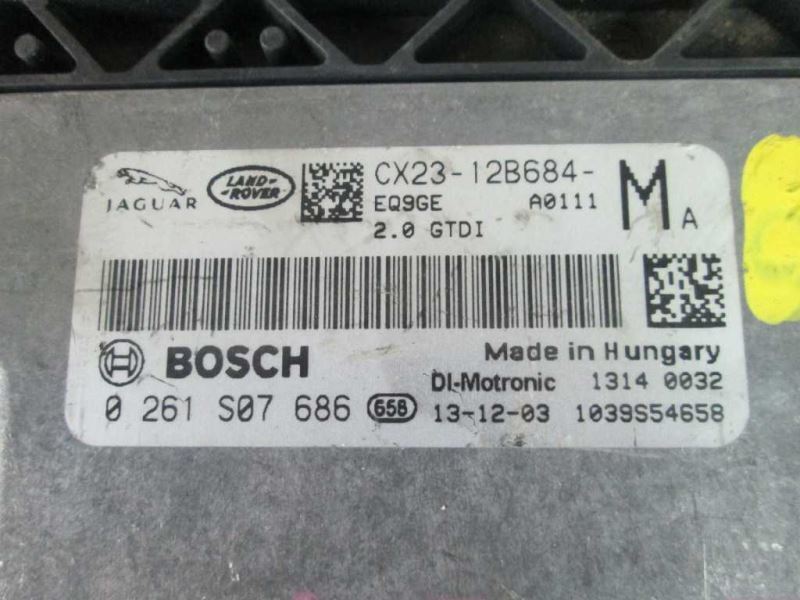 JAGUAR LAND-ROVER CX23-12B684- MA
EQ9GE A0111
2.0 GTDI
BOSCH Made in Hungary
DI-Motronic 1314 0032
0 261 S07 686 658 13-12-03 1039S54658